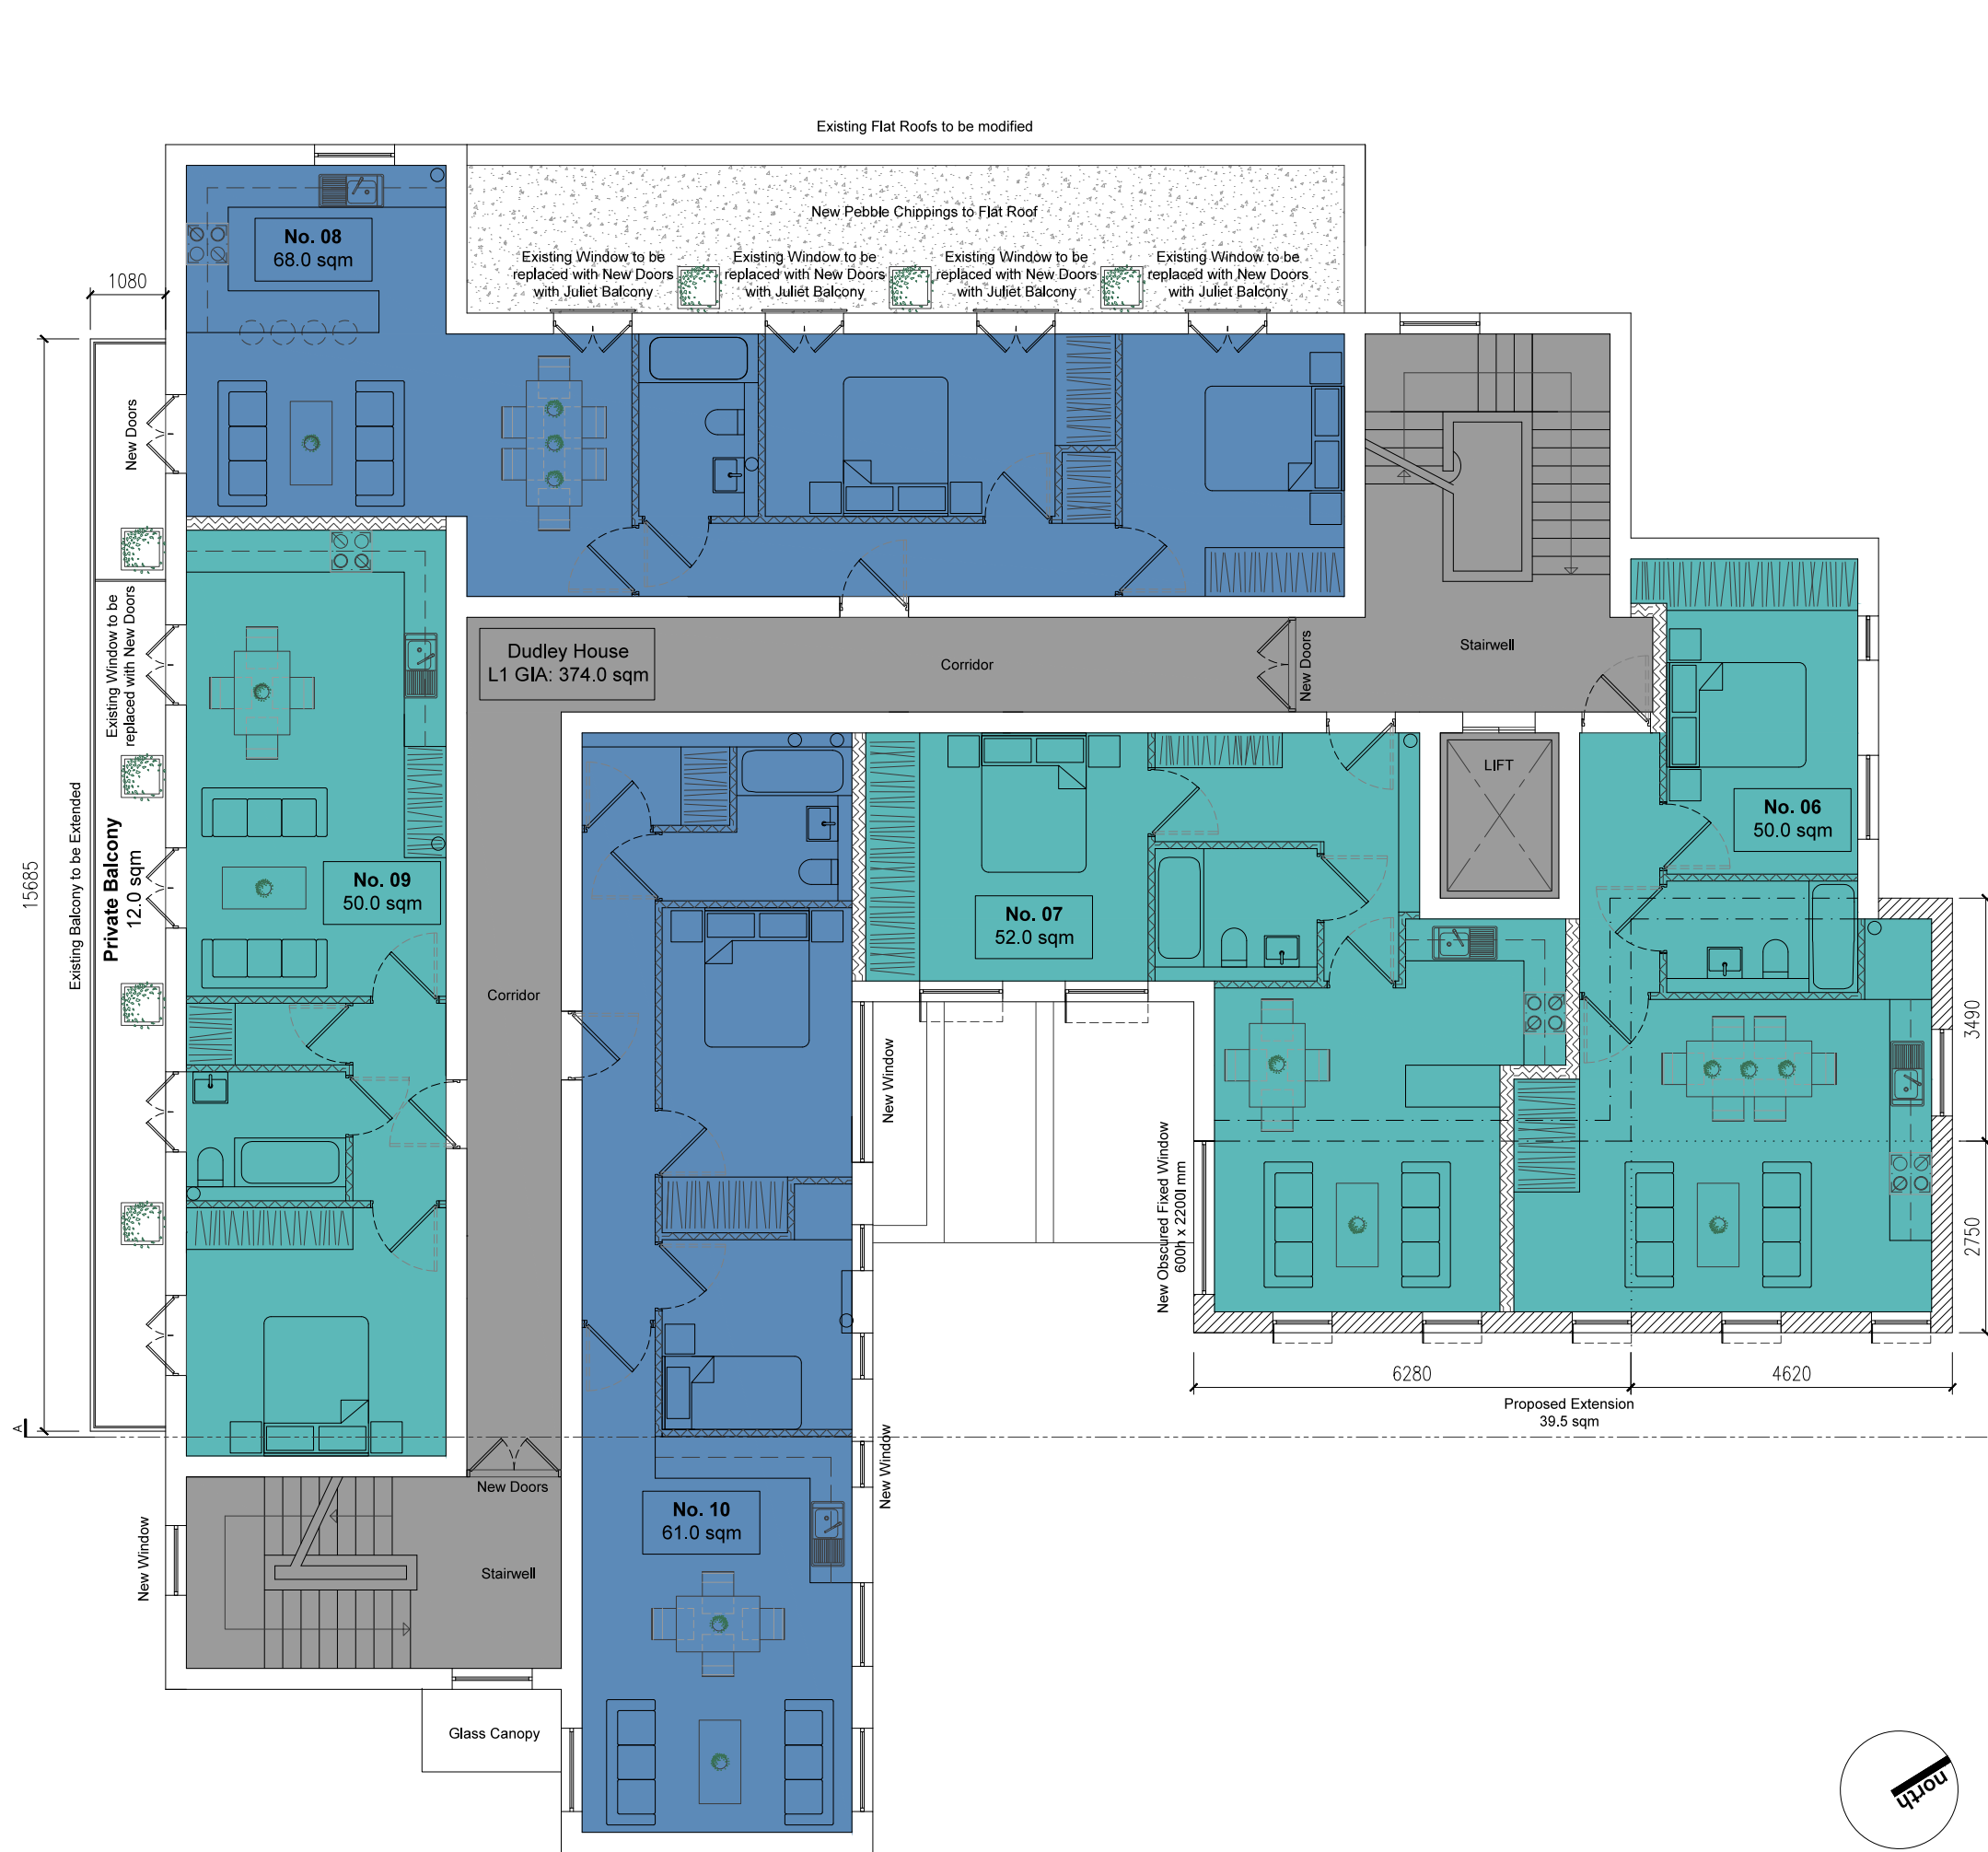 Existing Flat Roofs to be modified
New Pebble Chippings to Flat Roof
No. 08
68.0 sqm
Existing Window to be
replaced with New Doors
with Juliet Balcony
Existing Window to be
replaced with New Doors
with Juliet Balcony
Existing Window to be
replaced with New Doors
with Juliet Balcony
Existing Window to be
replaced with New Doors
with Juliet Balcony
1080
New Doors
Existing Window to be
replaced with New Doors
15685
Existing Balcony to be Extended
Private Balcony
12.0 sqm
Dudley House
L1 GIA: 374.0 sqm
Corridor
New Doors
Stairwell
LIFT
No. 06
50.0 sqm
No. 09
50.0 sqm
No. 07
52.0 sqm
Corridor
New Window
3490
New Obscured Fixed Window
600h x 2200l mm
2750
6280
4620
Proposed Extension
39.5 sqm
A
New Window
New Doors
No. 10
61.0 sqm
New Window
Stairwell
Glass Canopy
north